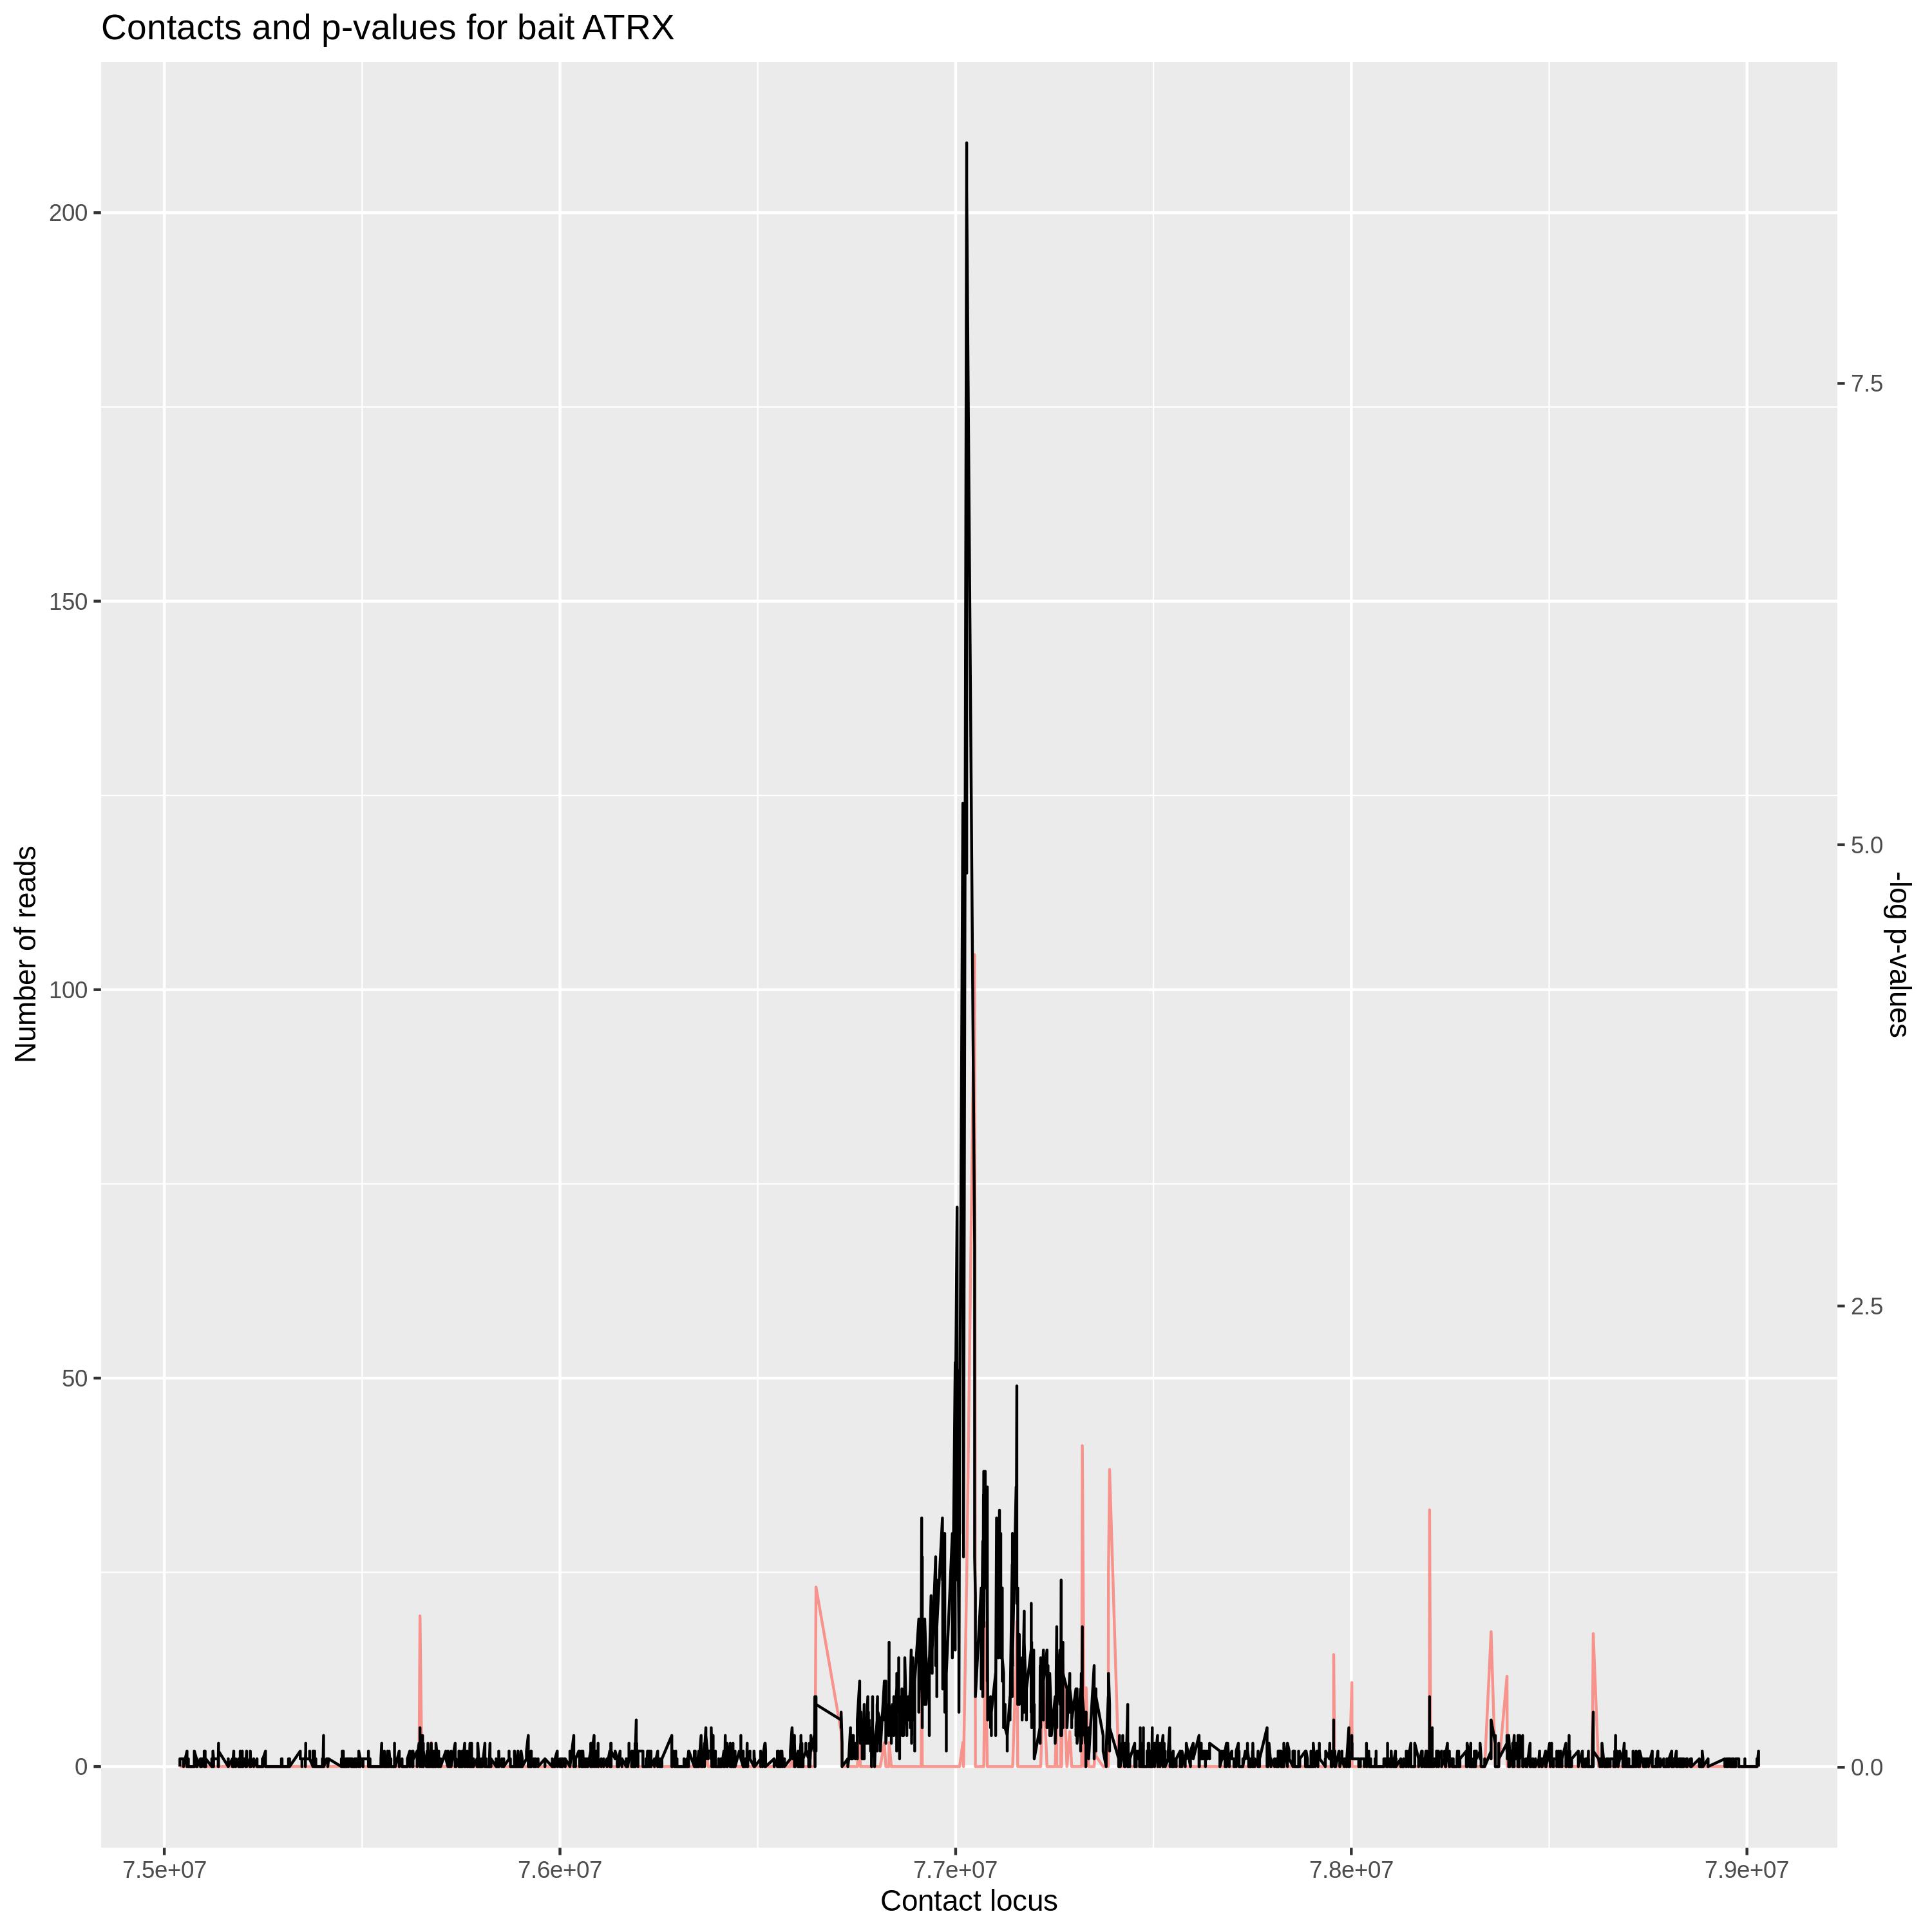 Contacts and p-values for bait ATRX
Number of reads
200
150
100
50
0
7.5
5.0
2.5
0.0
-log p-values
7.5e+07
7.6e+07
7.7e+07
7.8e+07
7.9e+07
Contact locus